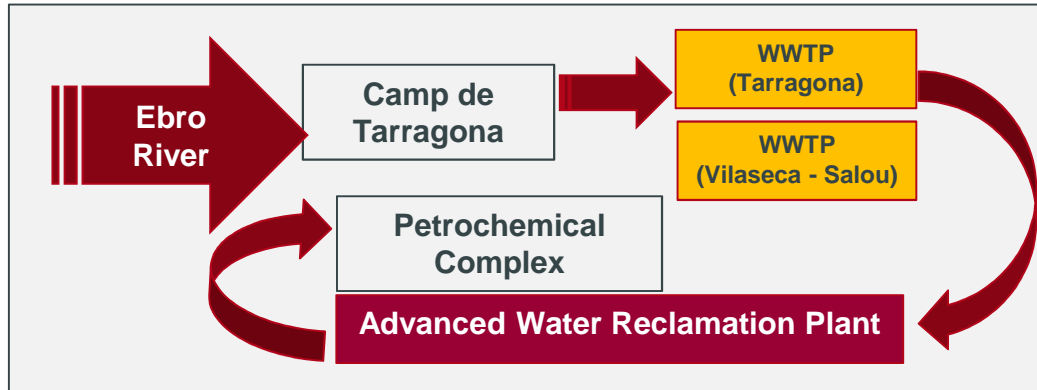 Ebro
River
Camp de
Tarragona
WWTP
(Tarragona)
WWTP
(Vilaseca - Salou)
Petrochemical
Complex
Advanced Water Reclamation Plant